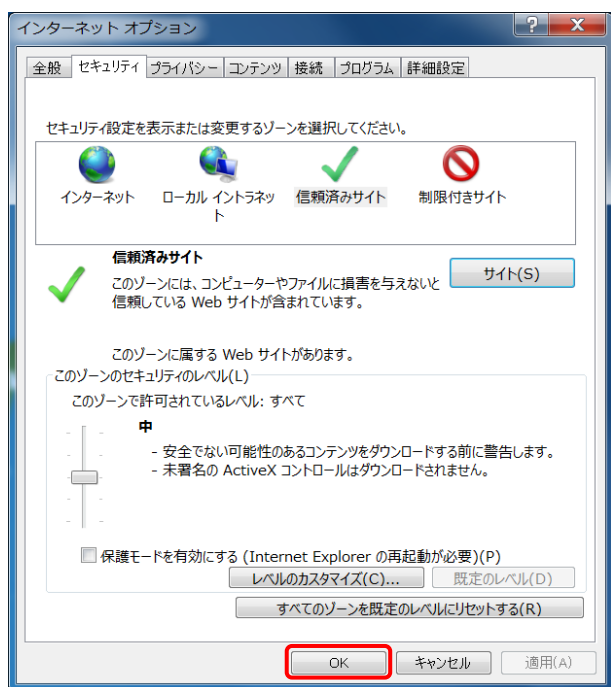 インターネット オプション
全般 セキュリティ プライバシー コンテンツ 接続 プログラム 詳細設定
セキュリティ設定を表示または変更するゾーンを選択してください。
インターネット ローカル イントラネッ 信頼済みサイト 制限付きサイト
ト
信頼済みサイト
サイト(S)
このゾーンには、コンピューターやファイルに損害を与えないと
信頼している Web サイトが含まれています。
このゾーンに属する Web サイトがあります。
このゾーンのセキュリティのレベル(L)
このゾーンで許可されているレベル: すべて
中
- 安全でない可能性のあるコンテンツをダウンロードする前に警告します。
- 未署名の ActiveX コントロールはダウンロードされません。
保護モードを有効にする (Internet Explorer の再起動が必要)(P)
レベルのカスタマイズ(C)... 既定のレベル(D)
すべてのゾーンを既定のレベルにリセットする(R)
OK キャンセル 適用(A)